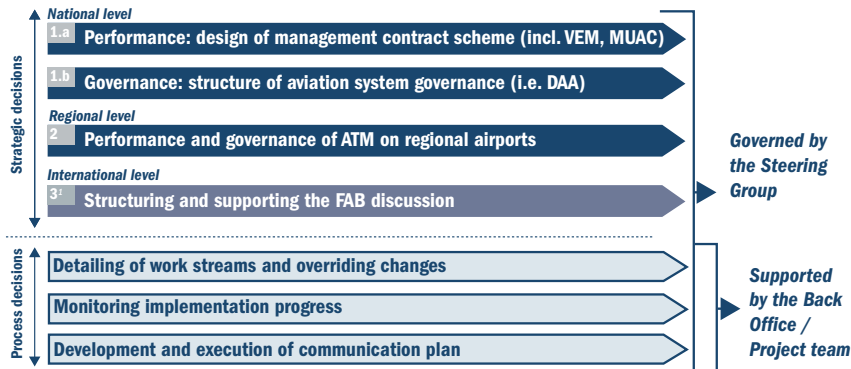 National level
1.a Performance: design of management contract scheme (incl. VEM, MUAC)
1.b Governance: structure of aviation system governance (i.e. DAA)
Regional level
2 Performance and governance of ATM on regional airports
International level
3¹ Structuring and supporting the FAB discussion
Strategic decisions
Governed by
the Steering
Group
Detailing of work streams and overriding changes
Monitoring implementation progress
Development and execution of communication plan
Process decisions
Supported
by the Back
Office /
Project team